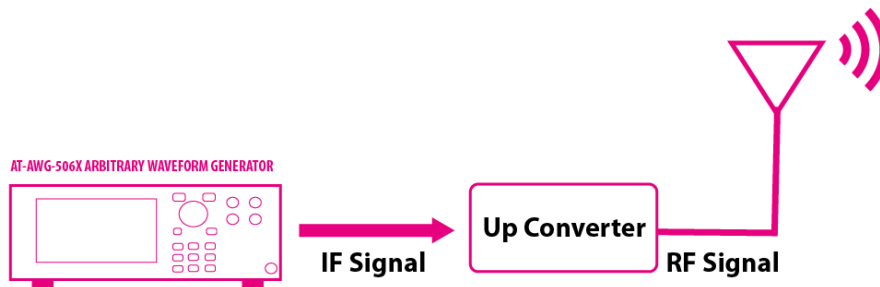 AT-AWG-506X ARBITRARY WAVEFORM GENERATOR
Up Converter
IF Signal
RF Signal